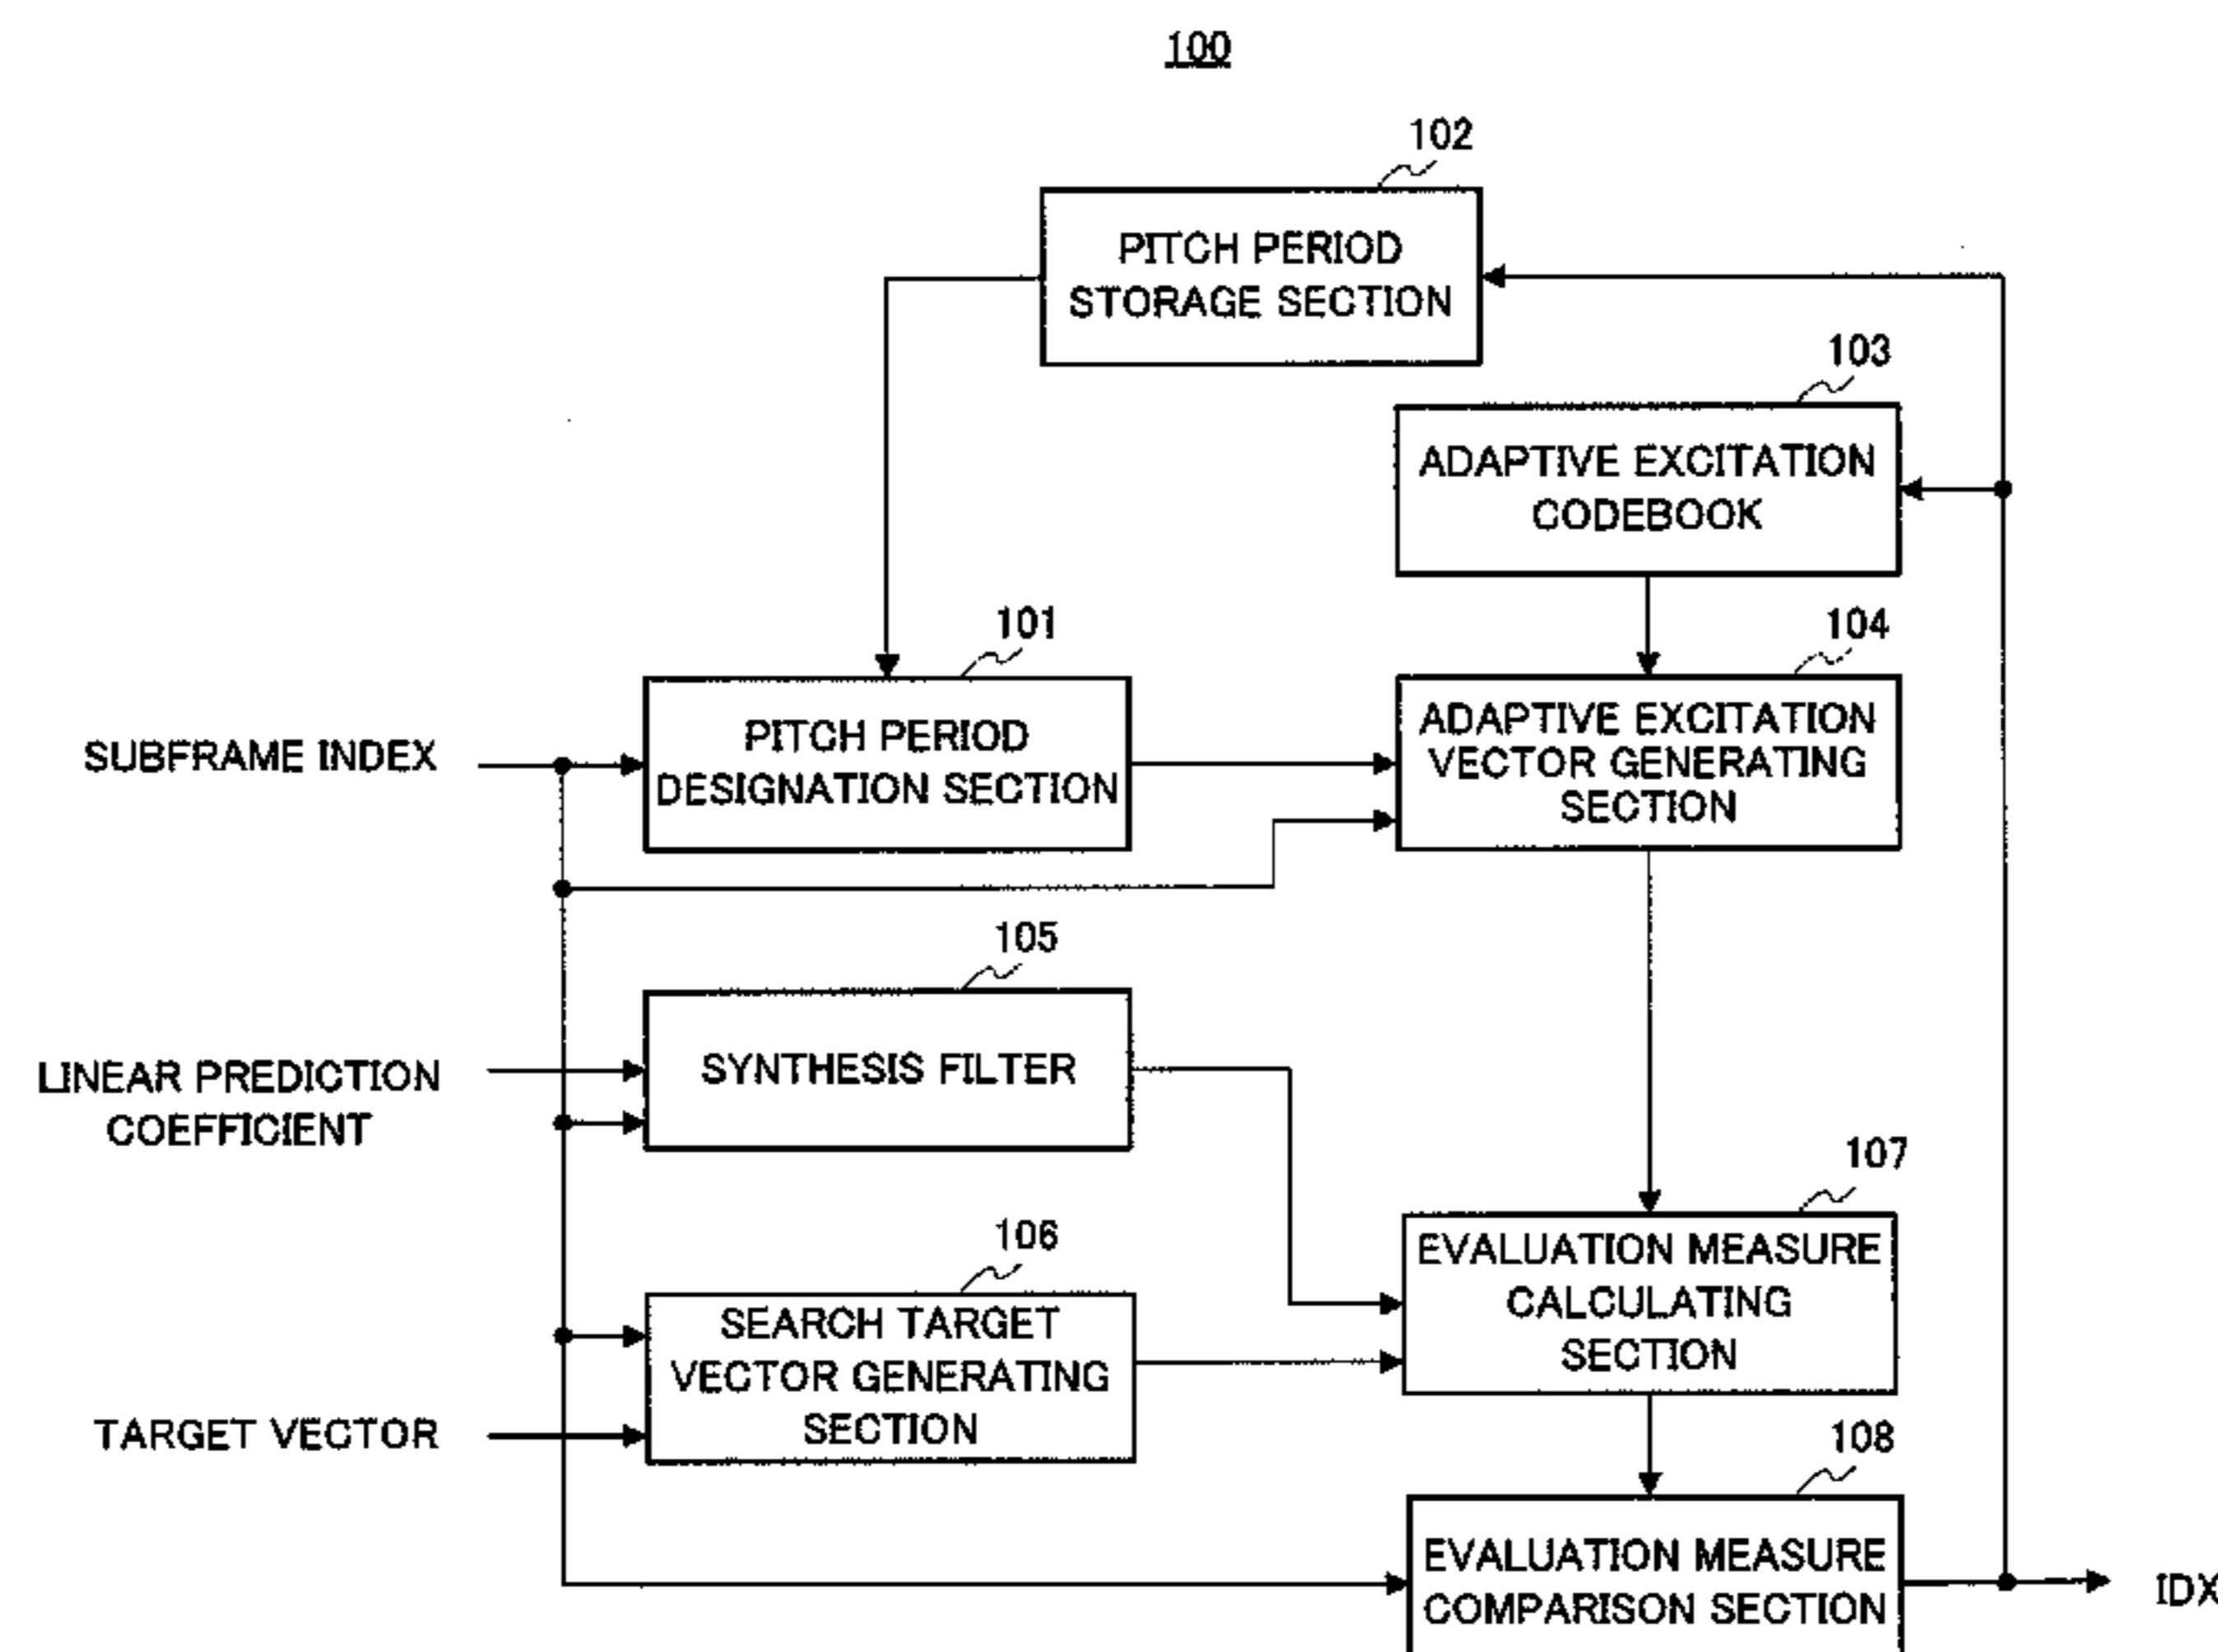 100
102
PITCH PERIOD
STORAGE SECTION
103
ADAPTIVE EXCITATION
CODEBOOK
101
104
SUBFRAME INDEX
PITCH PERIOD
DESIGNATION SECTION
ADAPTIVE EXCITATION
VECTOR GENERATING
SECTION
105
LINEAR PREDICTION
COEFFICIENT
SYNTHESIS FILTER
107
106
EVALUATION MEASURE
CALCULATING
SECTION
SEARCH TARGET
VECTOR GENERATING
SECTION
TARGET VECTOR
108
EVALUATION MEASURE
COMPARISON SECTION
IDX